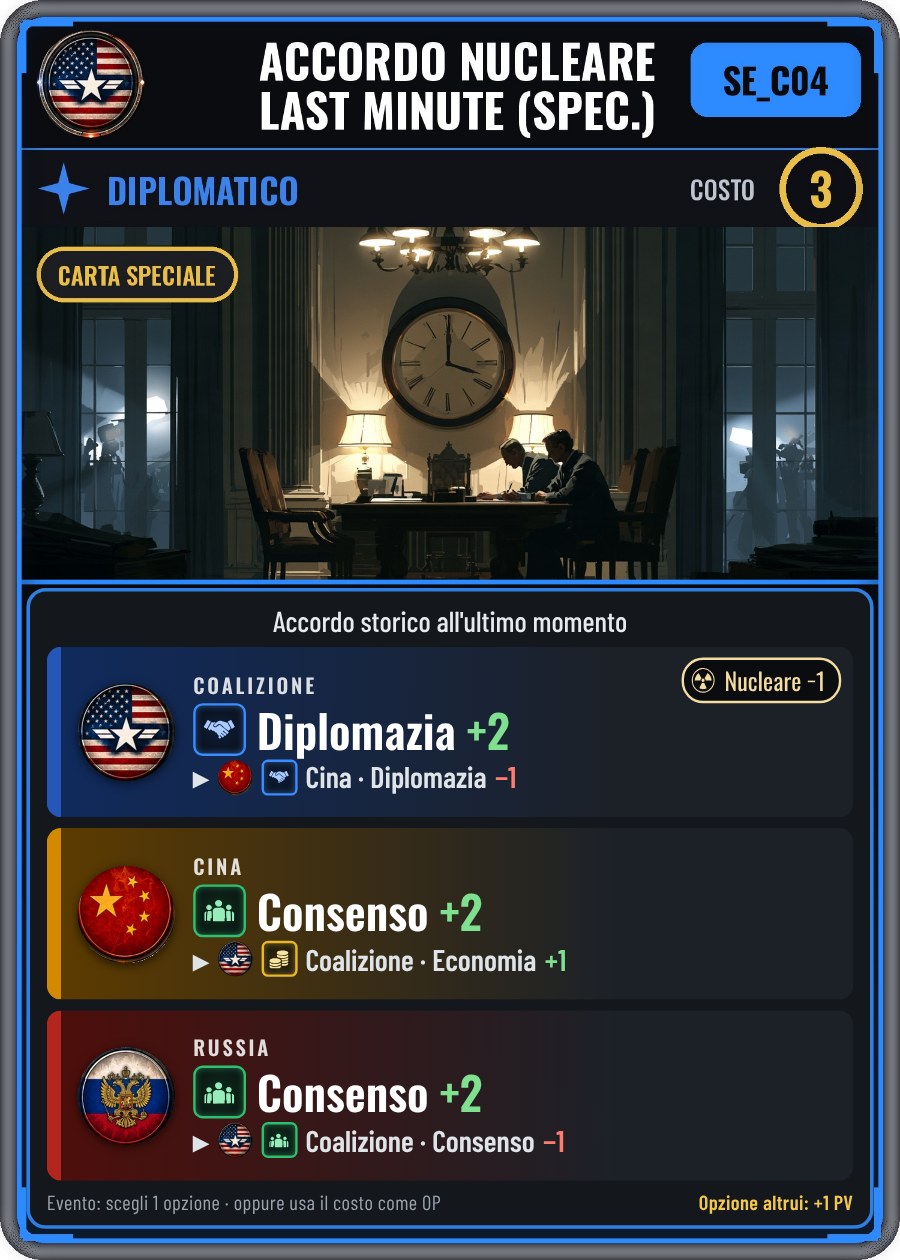 ACCORDO NUCLEARE
LAST MINUTE (SPEC.)
SE_C04
DIPLOMATICO
COSTO
3
CARTA SPECIALE
Accordo storico all'ultimo momento
COALIZIONE
Nucleare −1
Diplomazia +2
▶ Cina · Diplomazia −1
CINA
Consenso +2
▶ Coalizione · Economia +1
RUSSIA
Consenso +2
▶ Coalizione · Consenso −1
Evento: scegli 1 opzione · oppure usa il costo come OP
Opzione altrui: +1 PV